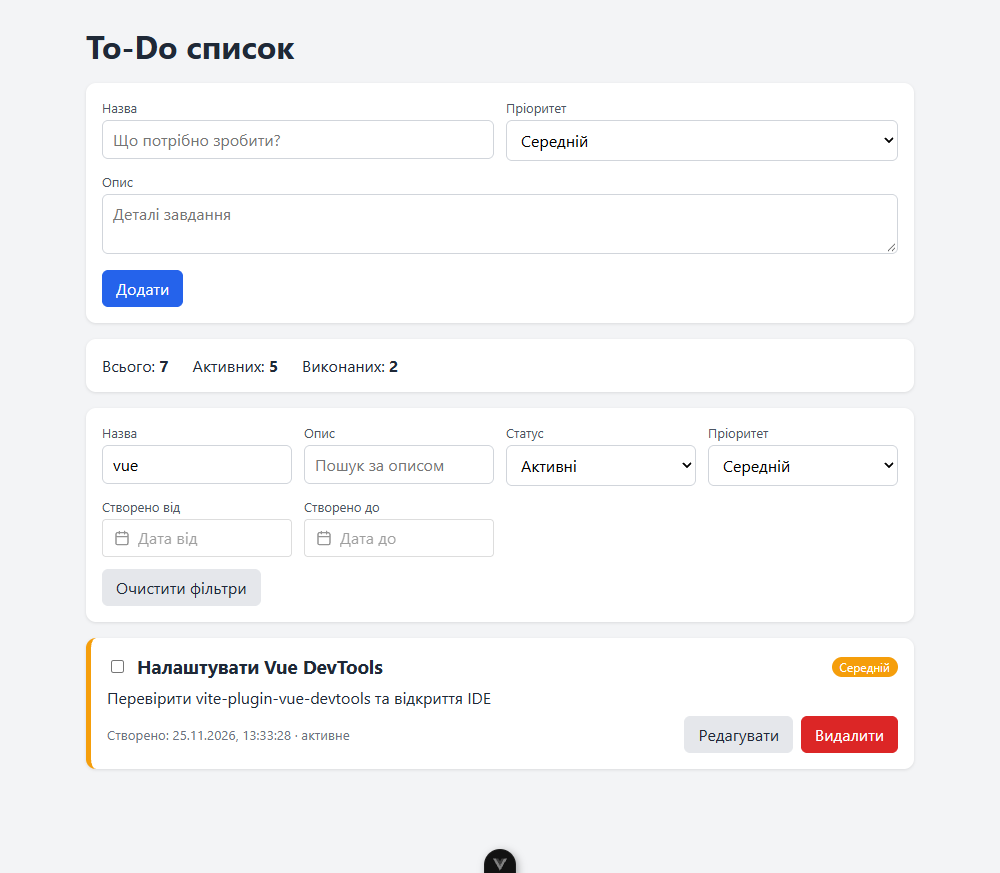 To-Do список
Назва
Пріоритет
Що потрібно зробити?
Середній
Опис
Деталі завдання
Додати
Всього: 7 Активних: 5 Виконаних: 2
Назва
Опис
Статус
Пріоритет
vue
Пошук за описом
Активні
Середній
Створено від
Створено до
Дата від
Дата до
Очистити фільтри
Налаштувати Vue DevTools
Середній
Перевірити vite-plugin-vue-devtools та відкриття IDE
Створено: 25.11.2026, 13:33:28 · активне
Редагувати
Видалити